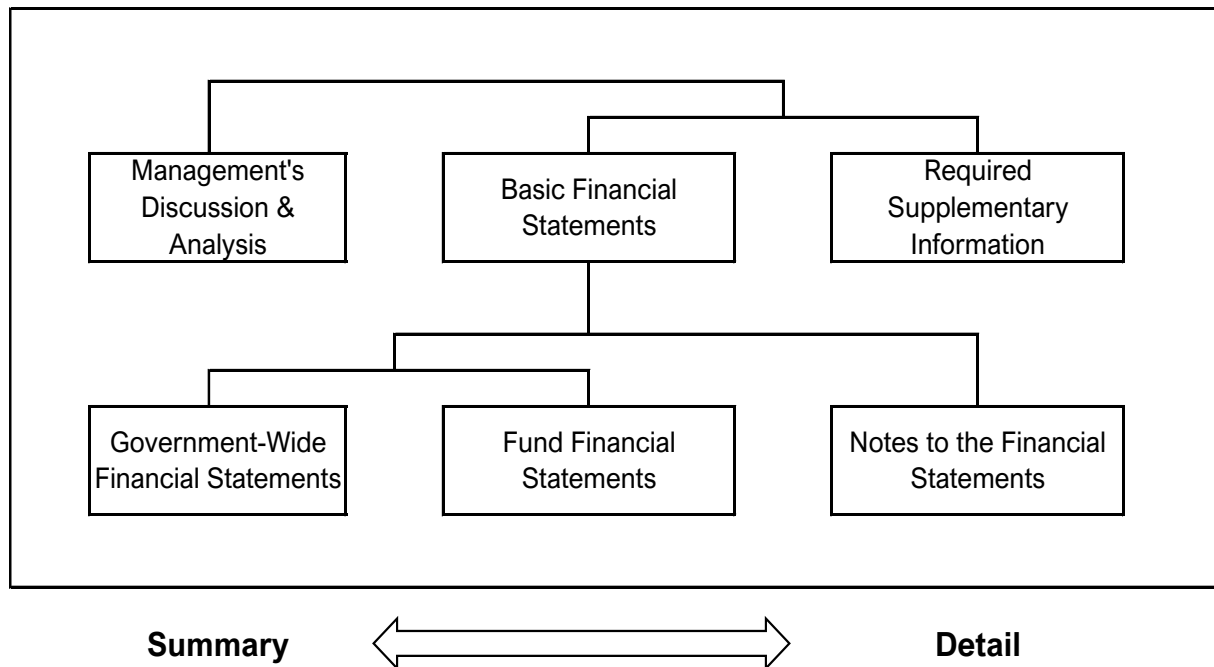 Management's
Discussion &
Analysis
Basic Financial
Statements
Required
Supplementary
Information
Government-Wide
Financial Statements
Fund Financial
Statements
Notes to the Financial
Statements
Summary
Detail